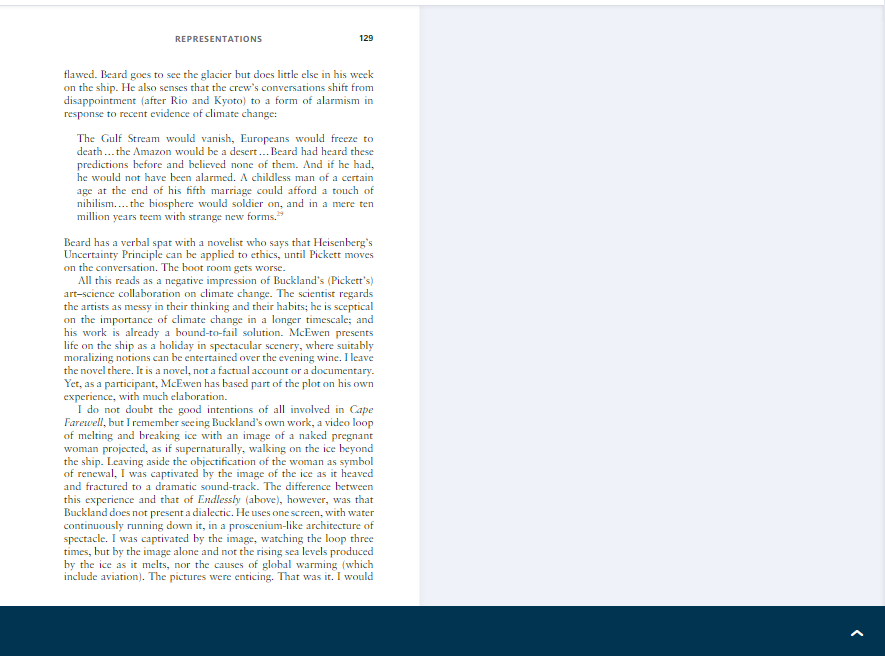 REPRESENTATIONS 129
flawed. Beard goes to see the glacier but does little else in his week
on the ship. He also senses that the crew's conversations shift from
disappointment (after Rio and Kyoto) to a form of alarmism in
response to recent evidence of climate change:
The Gulf Stream would vanish, Europeans would freeze to
death ... the Amazon would be a desert ... Beard had heard these
predictions before and believed none of them. And if he had,
he would not have been alarmed. A childless man of a certain
age at the end of his fifth marriage could afford a touch of
nihilism. ... the biosphere would soldier on, and in a mere ten
million years teem with strange new forms.29
Beard has a verbal spat with a novelist who says that Heisenberg's
Uncertainty Principle can be applied to ethics, until Pickett moves
on the conversation. The boot room gets worse.
All this reads as a negative impression of Buckland's (Pickett's)
art–science collaboration on climate change. The scientist regards
the artists as messy in their thinking and their habits; he is sceptical
on the importance of climate change in a longer timescale; and
his work is already a bound-to-fail solution. McEwen presents
life on the ship as a holiday in spectacular scenery, where suitably
moralizing notions can be entertained over the evening wine. I leave
the novel there. It is a novel, not a factual account or a documentary.
Yet, as a participant, McEwen has based part of the plot on his own
experience, with much elaboration.
I do not doubt the good intentions of all involved in Cape
Farewell, but I remember seeing Buckland's own work, a video loop
of melting and breaking ice with an image of a naked pregnant
woman projected, as if supernaturally, walking on the ice beyond
the ship. Leaving aside the objectification of the woman as symbol
of renewal, I was captivated by the image of the ice as it heaved
and fractured to a dramatic sound-track. The difference between
this experience and that of Endlessly (above), however, was that
Buckland does not present a dialectic. He uses one screen, with water
continuously running down it, in a proscenium-like architecture of
spectacle. I was captivated by the image, watching the loop three
times, but by the image alone and not the rising sea levels produced
by the ice as it melts, nor the causes of global warming (which
include aviation). The pictures were enticing. That was it. I would